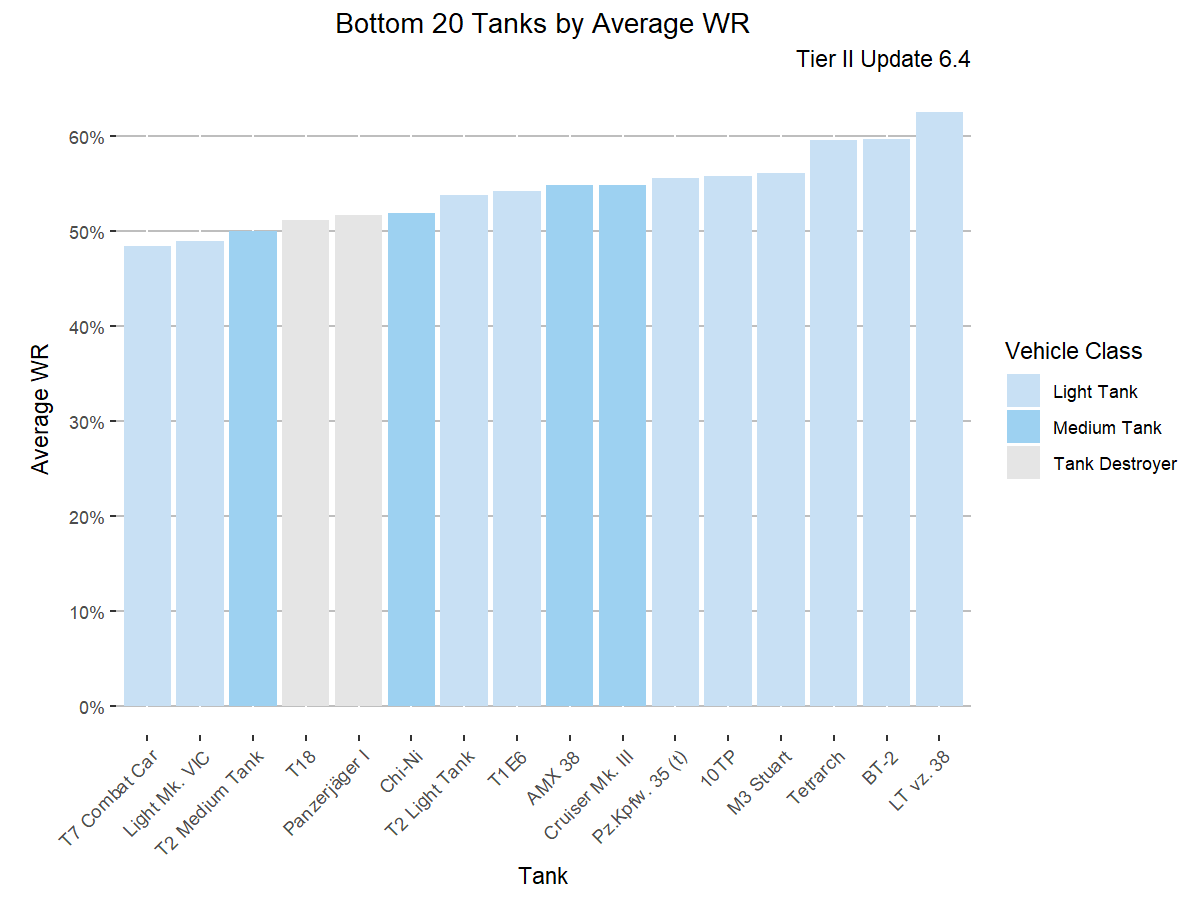 Bottom 20 Tanks by Average WR
Tier II Update 6.4
Average WR
60%
50%
40%
30%
20%
10%
0%
T7 Combat Car
Light Mk. VIC
T2 Medium Tank
T18
Panzerjäger I
Chi-Ni
T2 Light Tank
T1E6
AMX 38
Cruiser Mk. III
Pz.Kpfw. 35 (t)
10TP
M3 Stuart
Tetrarch
BT-2
LT vz. 38
Tank
Vehicle Class
Light Tank
Medium Tank
Tank Destroyer